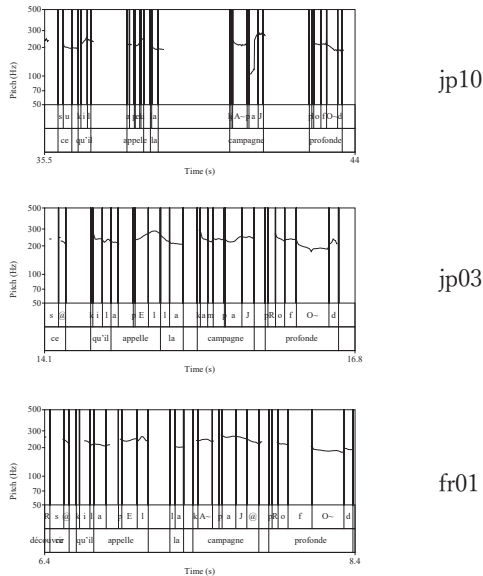 500
300
200
100
70
50
Pitch (Hz)
jp10
s u k i l a
ce qu'il appelle la campagne profonde
35.5 44
Time (s)
500
300
200
100
70
50
Pitch (Hz)
jp03
s @ k i l a p E l l a k a m p a J p R o f O~ d
ce qu'il appelle la campagne profonde
14.1 16.8
Time (s)
500
300
200
100
70
50
Pitch (Hz)
fr01
R s @ k i l a p E l l a k A~ p a J @ p R o f O~ d
qu'il appelle la campagne profonde
6.4 8.4
Time (s)